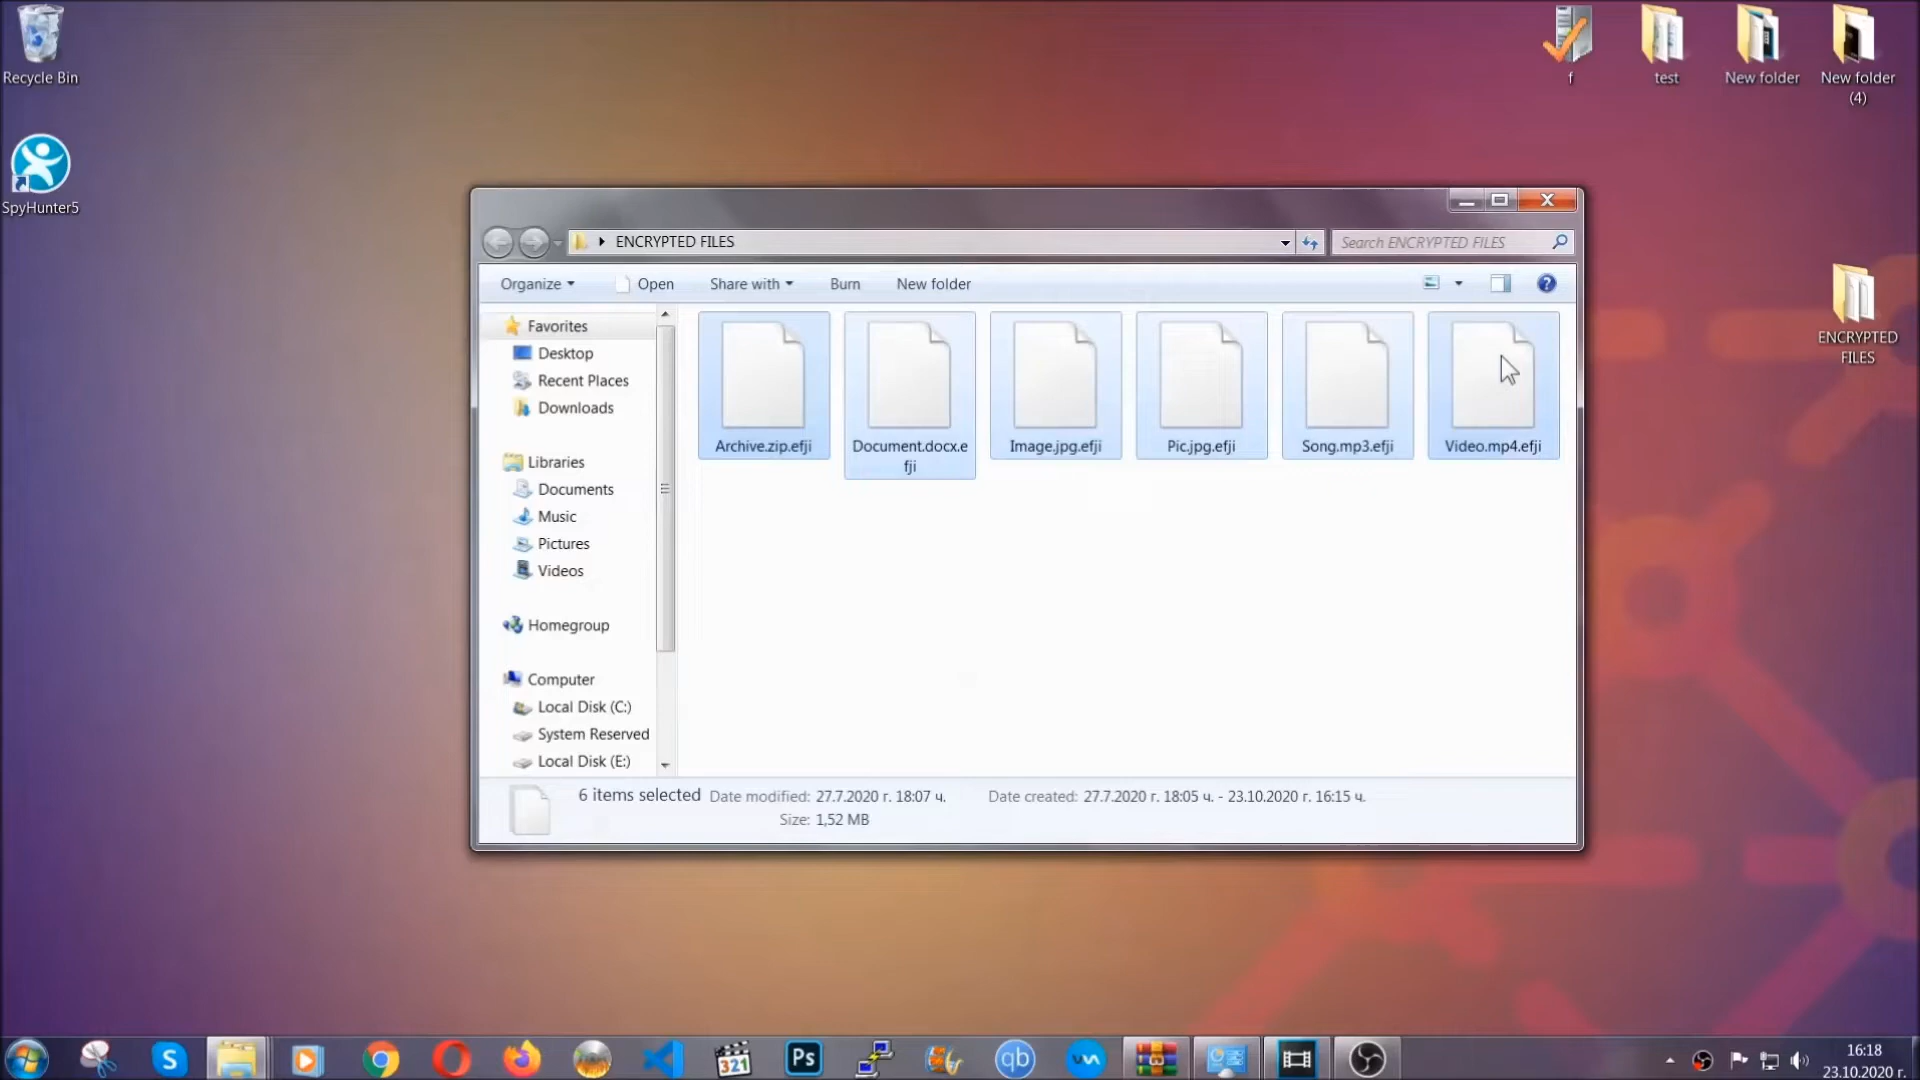 Recycle Bin
SpyHunter5
f
test
New folder
New folder
(4)
ENCRYPTED
FILES
ENCRYPTED FILES
Search ENCRYPTED FILES
Organize
Open
Share with
Burn
New folder
Favorites
Desktop
Recent Places
Downloads
Libraries
Documents
Music
Pictures
Videos
Homegroup
Computer
Local Disk (C:)
System Reserved
Local Disk (E:)
Archive.zip.efji
Document.docx.e
fji
Image.jpg.efji
Pic.jpg.efji
Song.mp3.efji
Video.mp4.efji
6 items selected Date modified: 27.7.2020 г. 18:07 ч. Date created: 27.7.2020 г. 18:05 ч. - 23.10.2020 г. 16:15 ч.
Size: 1,52 MB
S
321
Ps
qb
16:18
23.10.2020 г.